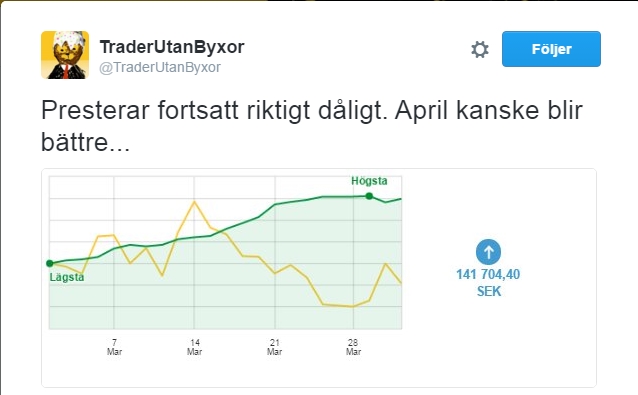 TraderUtanByxor
@TraderUtanByxor
Följer
Presterar fortsatt riktigt dåligt. April kanske blir
bättre...
Högsta
Lägsta
141 704,40
SEK
7
Mar
14
Mar
21
Mar
28
Mar